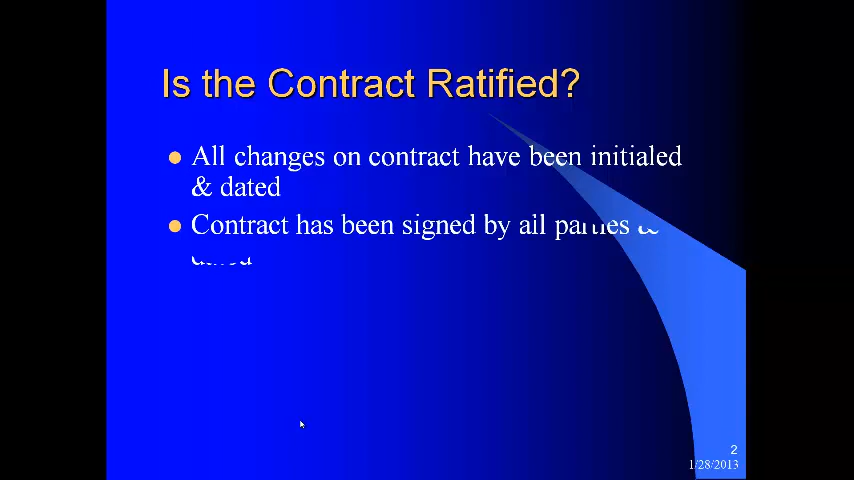 Is the Contract Ratified?
All changes on contract have been initialed
& dated
Contract has been signed by all parties &
2
1/28/2013